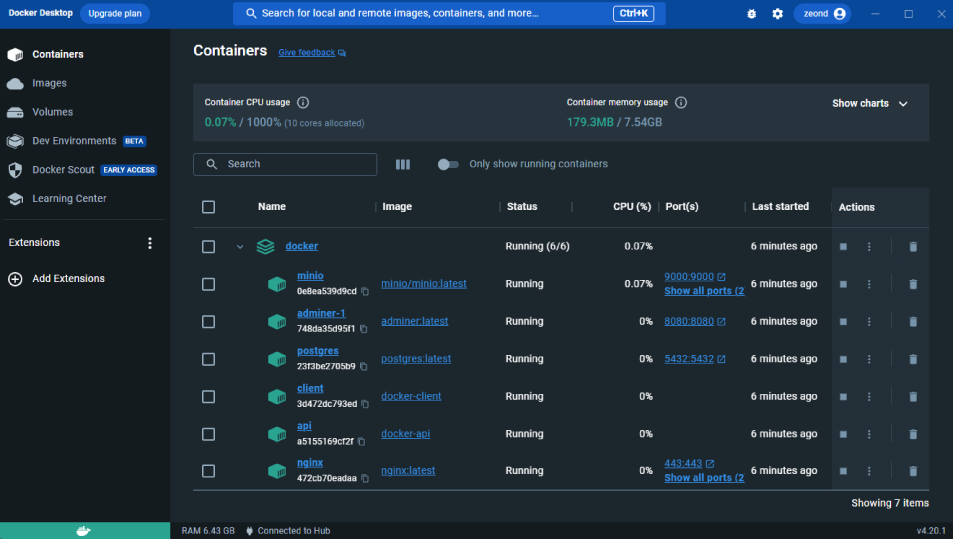 Docker Desktop Upgrade plan Search for local and remote images, containers, and more... Ctrl+K zeond
Containers
Images
Volumes
Dev Environments BETA
Docker Scout EARLY ACCESS
Learning Center
Extensions
Add Extensions
Containers Give feedback
Container CPU usage
0.07% / 1000% (10 cores allocated)
Container memory usage
179.3MB / 7.54GB
Show charts
Search Only show running containers
Name Image Status CPU (%) Port(s) Last started Actions
docker Running (6/6) 0.07% 6 minutes ago
minio minio/minio:latest Running 0.07% 9000:9000 6 minutes ago
0e8ea539d9cd Show all ports (2
adminer-1 adminer:latest Running 0% 8080:8080 6 minutes ago
748da35d95f1
postgres postgres:latest Running 0% 5432:5432 6 minutes ago
23f3be2705b9
client docker-client Running 0% 6 minutes ago
3d472dc793ed
api docker-api Running 0% 6 minutes ago
a5155169cf2f
nginx nginx:latest Running 0% 443:443 6 minutes ago
472cb70eadaa Show all ports (2
Showing 7 items
RAM 6.43 GB Connected to Hub v4.20.1